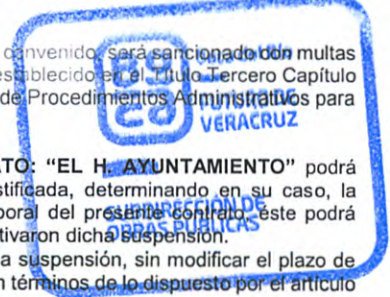 convenido, será sancionado con multas
establecido en el Título Tercero Capítulo
de Procedimientos Administrativos para
VERACRUZ
TO: "EL H. AYUNTAMIENTO" podrá
stificada, determinando en su caso, la
poral del presente contrato, éste podrá
SUBDIRECCIÓN DE
OBRAS PÚBLICAS
tivaron dicha suspensión.
a suspensión, sin modificar el plazo de
n términos de lo dispuesto por el artículo